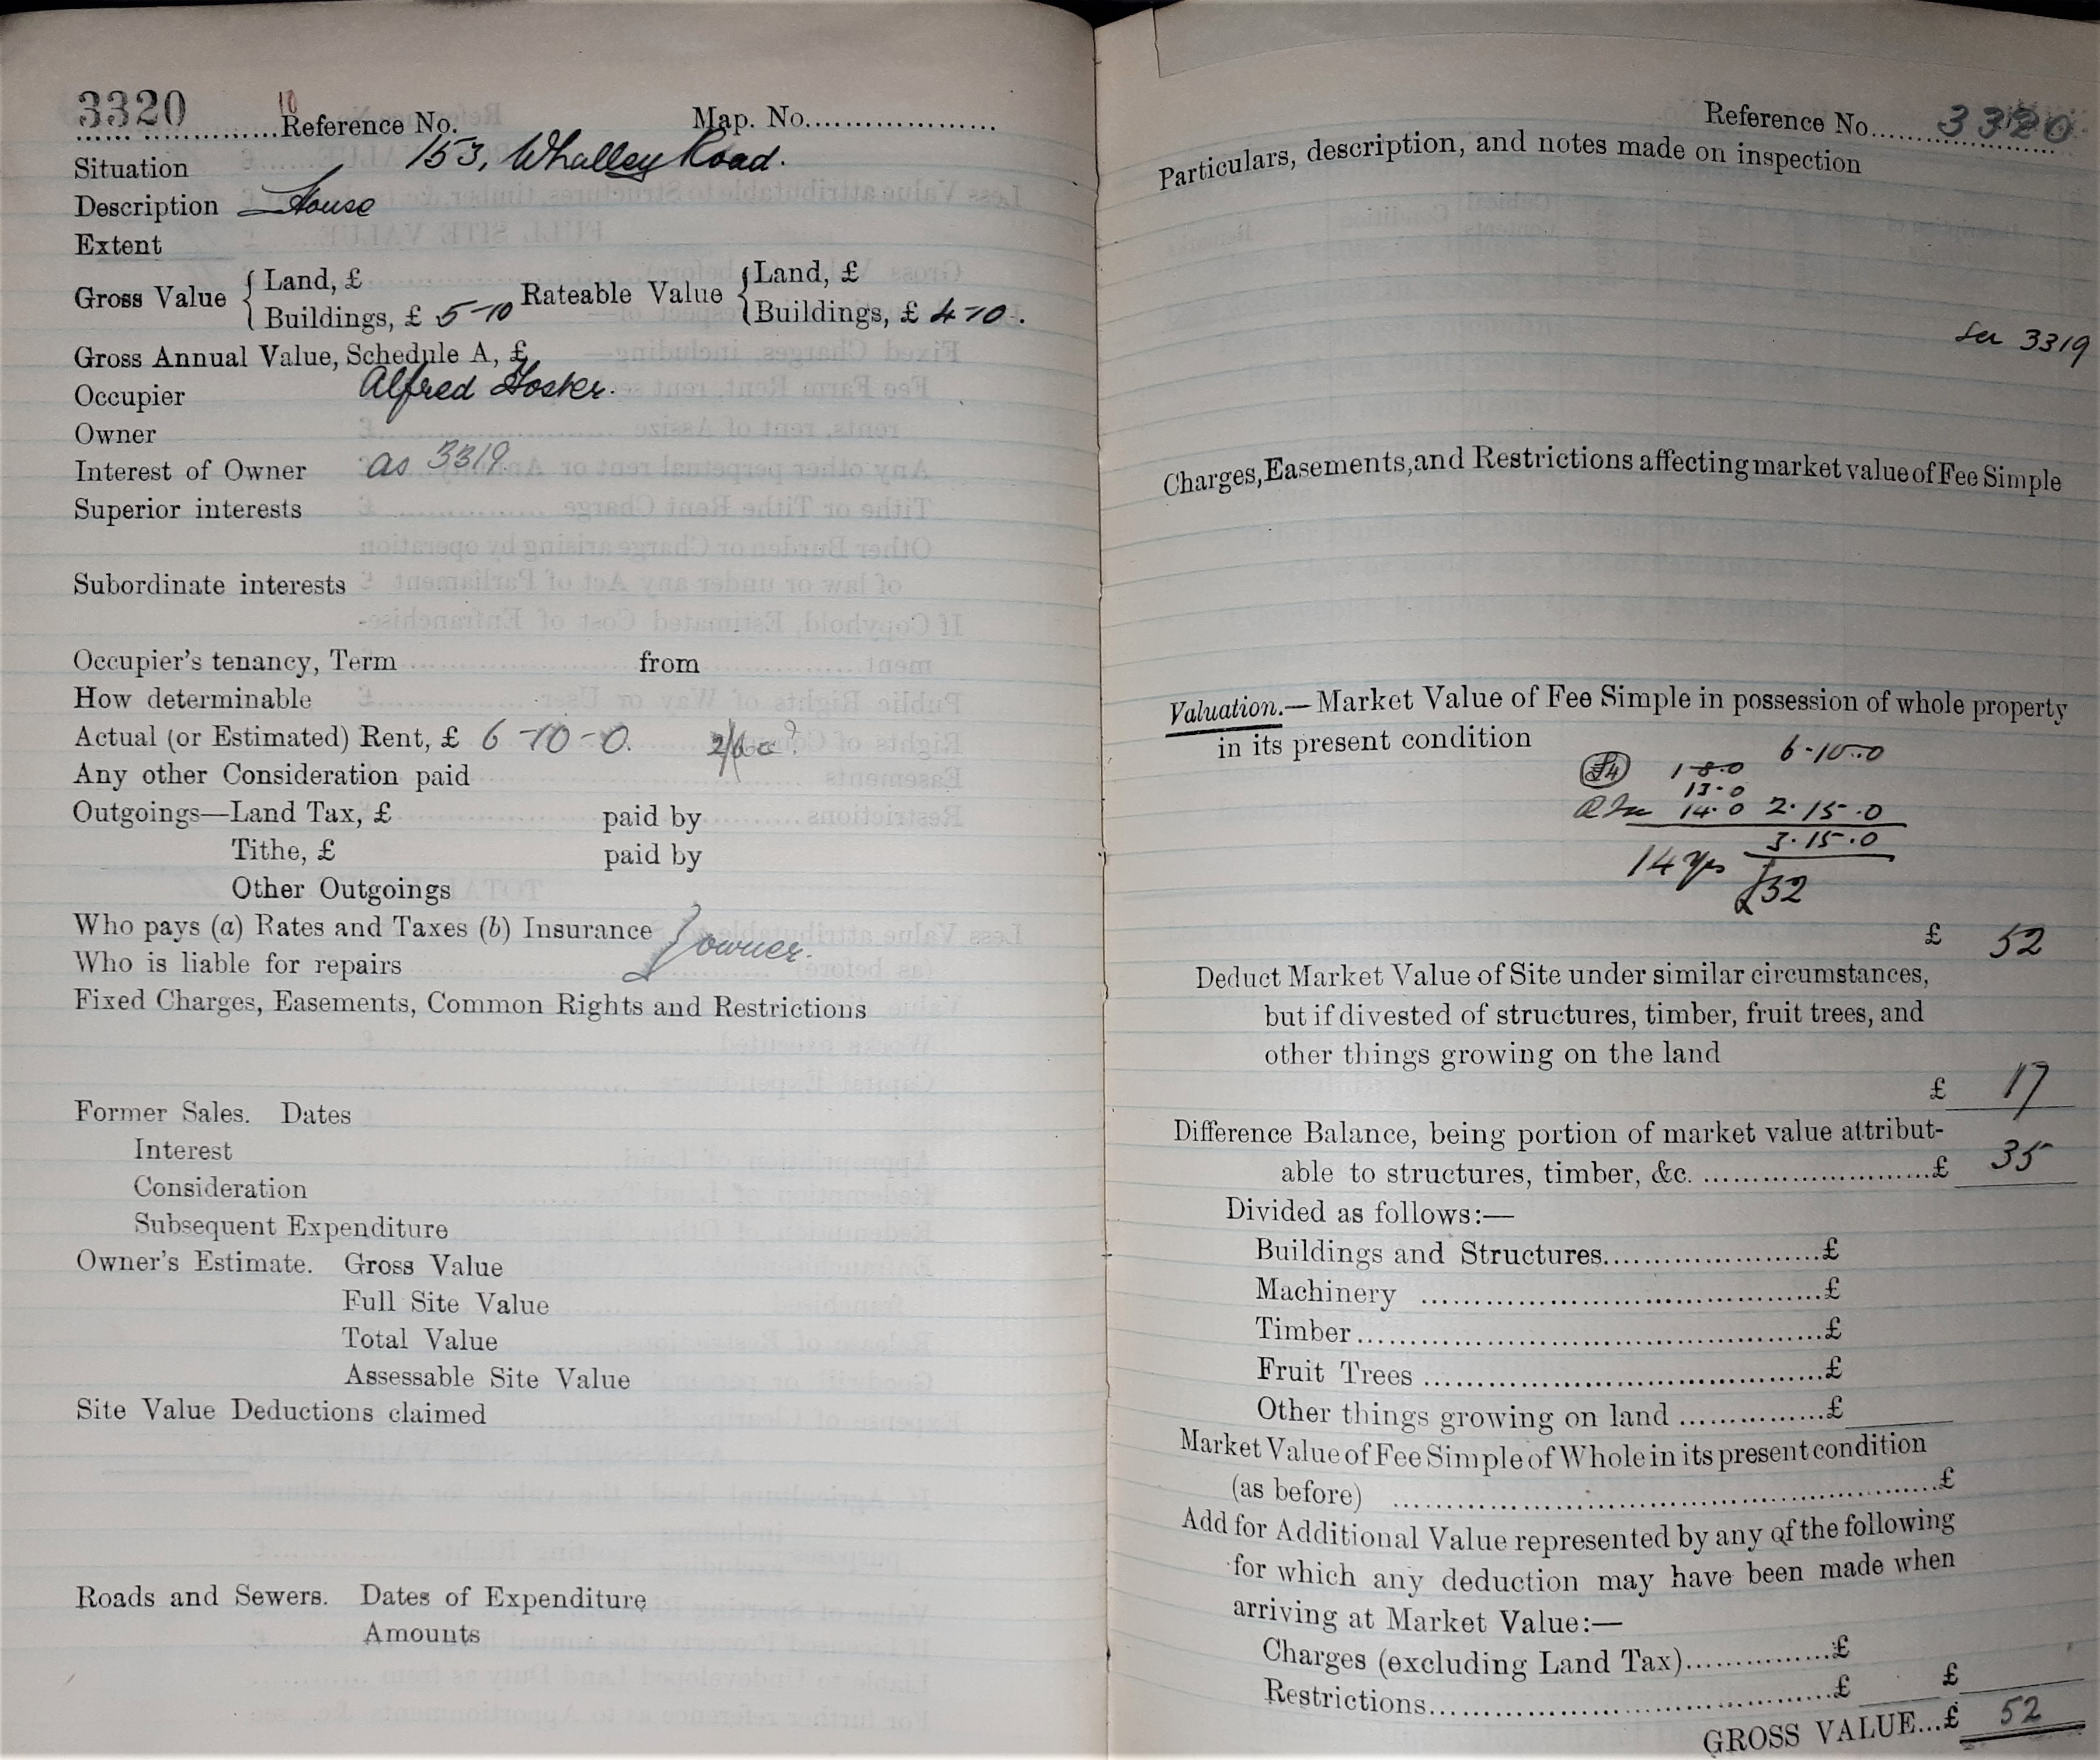 3320
10
Reference No. Map. No.
Situation 153, Whalley Road.
Description House
Extent
Gross Value { Land, £ Rateable Value { Land, £
Buildings, £ 5-10 Buildings, £ 4-10.
Gross Annual Value, Schedule A, £
Occupier Alfred Foster.
Owner
Interest of Owner as 3319
Superior interests
Subordinate interests
Occupier's tenancy, Term from
How determinable
Actual (or Estimated) Rent, £ 6-10-0.
Any other Consideration paid
Outgoings—Land Tax, £ paid by
Tithe, £ paid by
Other Outgoings
Who pays (a) Rates and Taxes (b) Insurance } owner.
Who is liable for repairs
Fixed Charges, Easements, Common Rights and Restrictions
Former Sales. Dates
Interest
Consideration
Subsequent Expenditure
Owner's Estimate. Gross Value
Full Site Value
Total Value
Assessable Site Value
Site Value Deductions claimed
Roads and Sewers. Dates of Expenditure
Amounts
Reference No. 3320
Particulars, description, and notes made on inspection
See 3319
Charges, Easements, and Restrictions affecting market value of Fee Simple
Valuation.—Market Value of Fee Simple in possession of whole property
in its present condition
6-10-0
£4 1-8-0
13-0
14-0 2.15.0
3.15.0
14 yrs £52
£ 52
Deduct Market Value of Site under similar circumstances,
but if divested of structures, timber, fruit trees, and
other things growing on the land
£ 17
Difference Balance, being portion of market value attribut-
able to structures, timber, &c. £ 35
Divided as follows:—
Buildings and Structures £
Machinery £
Timber £
Fruit Trees £
Other things growing on land £
Market Value of Fee Simple of Whole in its present condition
(as before) £
Add for Additional Value represented by any of the following
for which any deduction may have been made when
arriving at Market Value:—
Charges (excluding Land Tax) £
Restrictions £ £
GROSS VALUE...£ 52